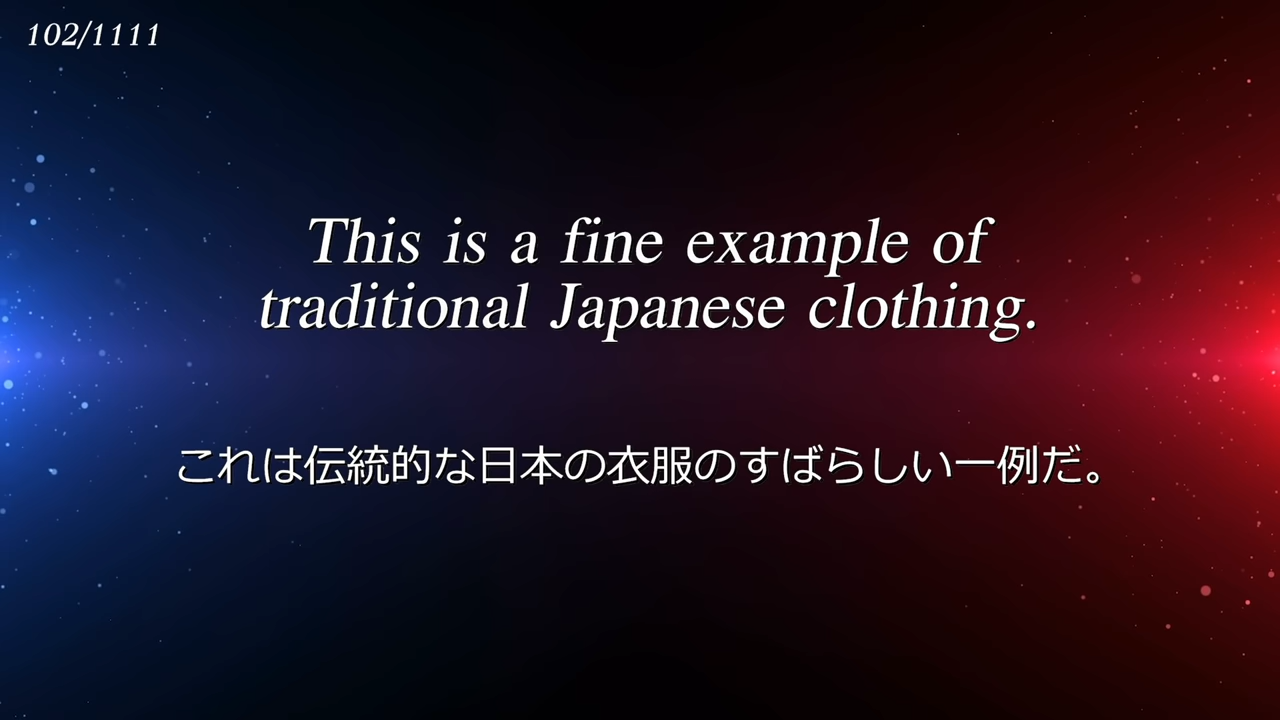 102/1111
This is a fine example of
traditional Japanese clothing.
これは伝統的な日本の衣服のすばらしい一例だ。